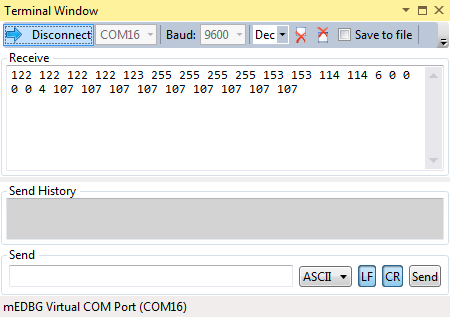 Terminal Window
Disconnect COM16 Baud: 9600 Dec Save to file
Receive
122 122 122 122 123 255 255 255 255 153 153 114 114 6 0 0
0 0 4 107 107 107 107 107 107 107 107 107
Send History
Send
ASCII LF CR Send
mEDBG Virtual COM Port (COM16)